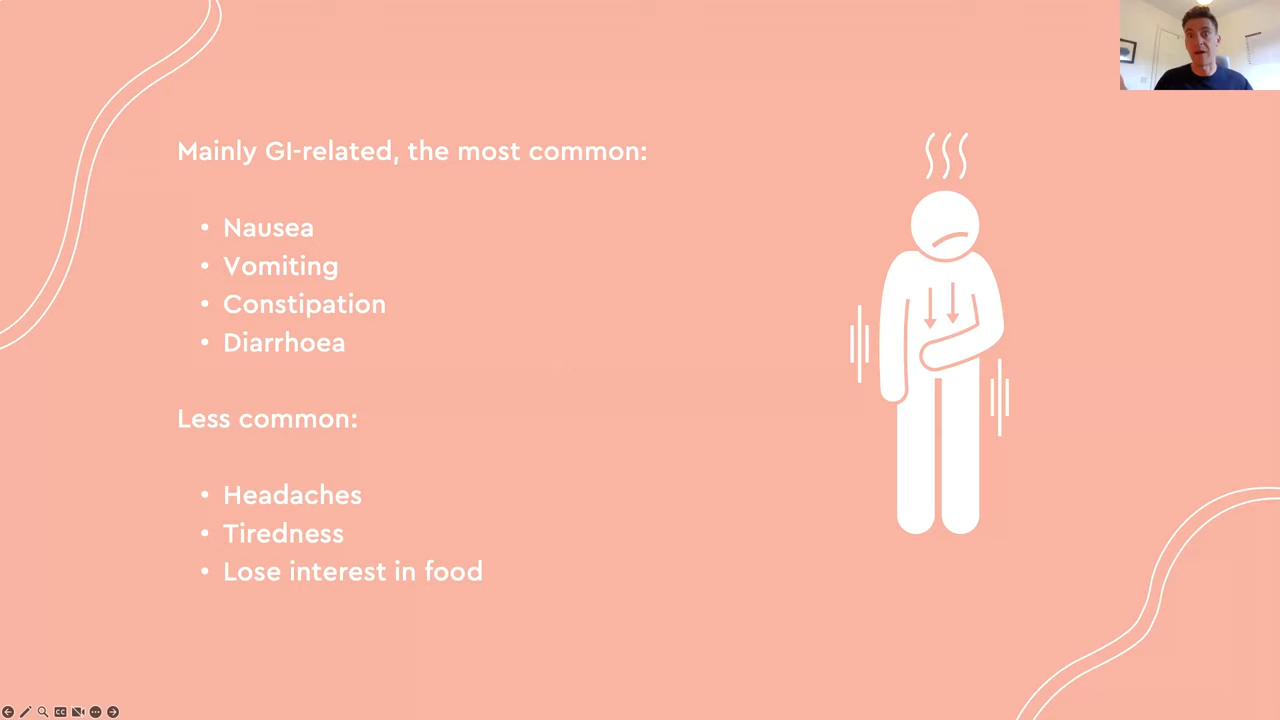 Mainly GI-related, the most common:
• Nausea
• Vomiting
• Constipation
• Diarrhoea
Less common:
• Headaches
• Tiredness
• Lose interest in food